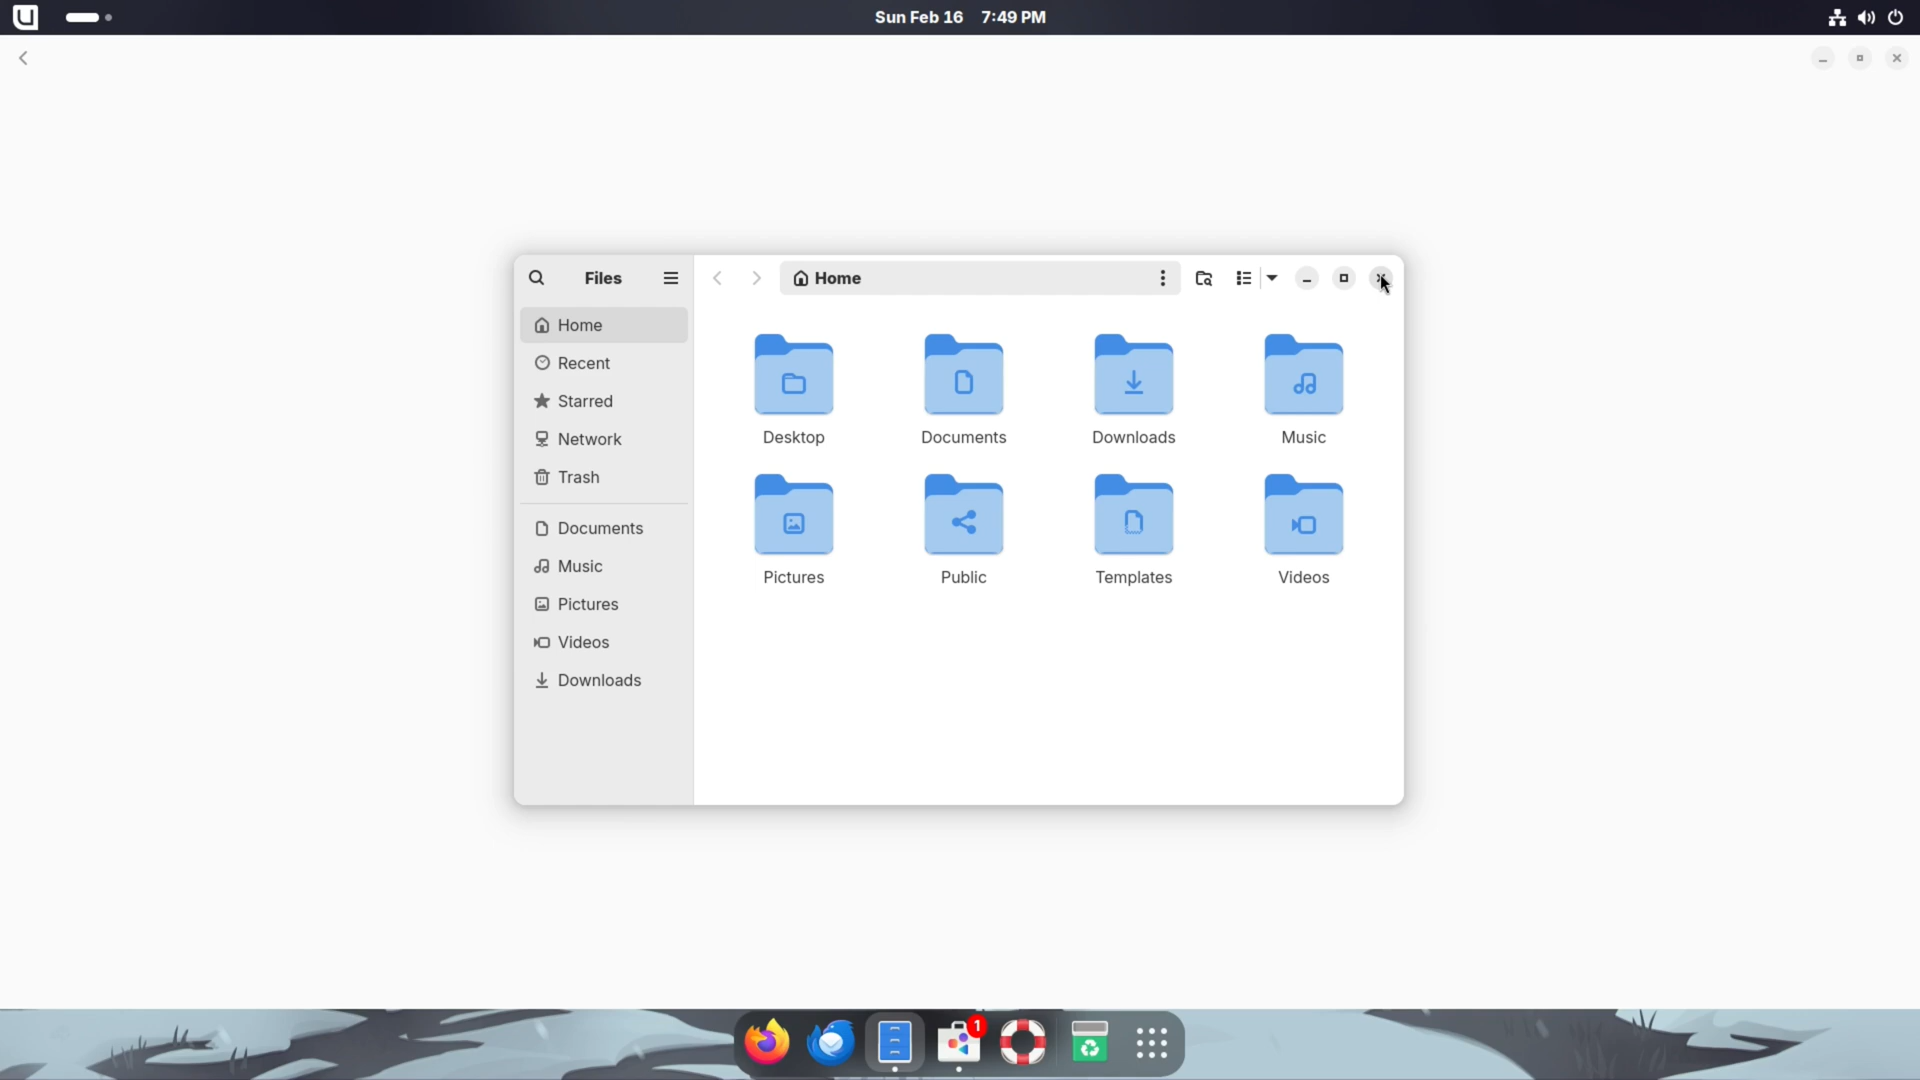 Sun Feb 16 7:49 PM
Files
Home
Home
Recent
Starred
Network
Trash
Documents
Music
Pictures
Videos
Downloads
Desktop
Documents
Downloads
Music
Pictures
Public
Templates
Videos
1